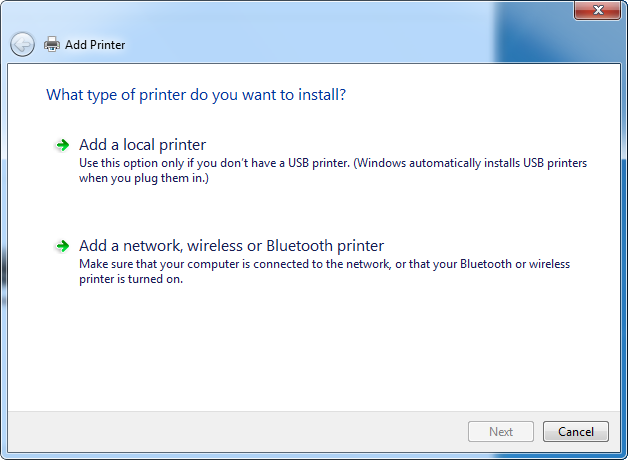 Add Printer
What type of printer do you want to install?
Add a local printer
Use this option only if you don't have a USB printer. (Windows automatically installs USB printers
when you plug them in.)
Add a network, wireless or Bluetooth printer
Make sure that your computer is connected to the network, or that your Bluetooth or wireless
printer is turned on.
Next
Cancel